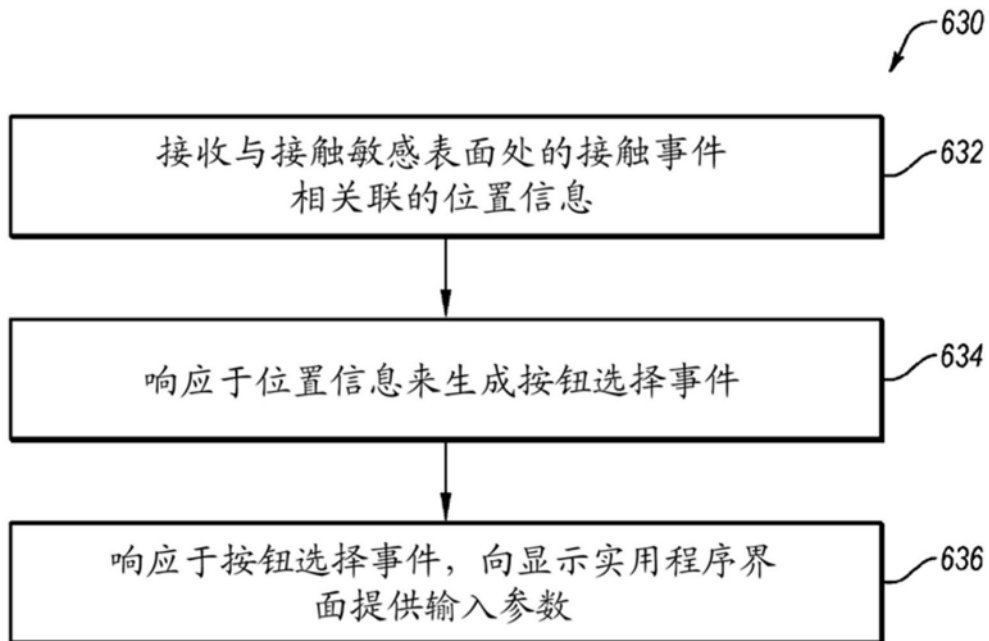 630
接收与接触敏感表面处的接触事件
相关联的位置信息
632
响应于位置信息来生成按钮选择事件
634
响应于按钮选择事件，向显示实用程序界
面提供输入参数
636